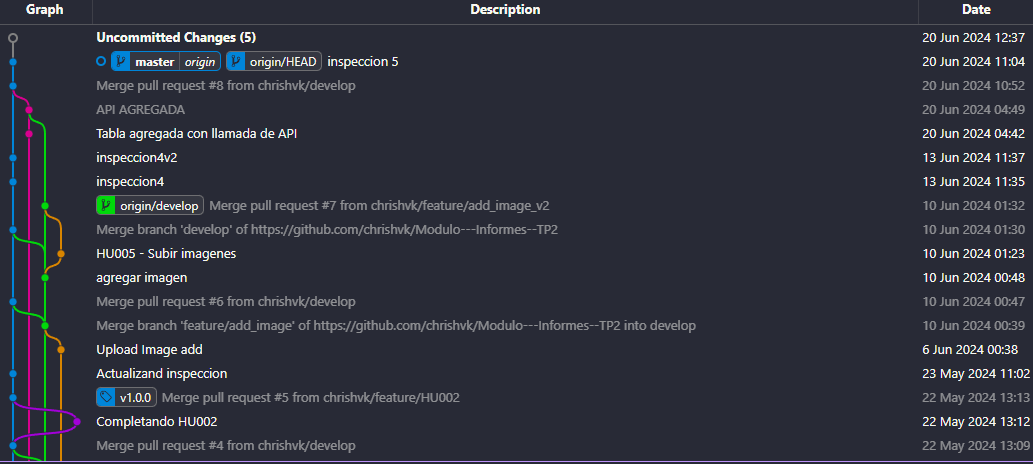 Graph Description Date
Uncommitted Changes (5) 20 Jun 2024 12:37
master origin origin/HEAD inspeccion 5 20 Jun 2024 11:04
Merge pull request #8 from chrishvk/develop 20 Jun 2024 10:52
API AGREGADA 20 Jun 2024 04:49
Tabla agregada con llamada de API 20 Jun 2024 04:42
inspeccion4v2 13 Jun 2024 11:37
inspeccion4 13 Jun 2024 11:35
origin/develop Merge pull request #7 from chrishvk/feature/add_image_v2 10 Jun 2024 01:32
Merge branch 'develop' of https://github.com/chrishvk/Modulo---Informes--TP2 10 Jun 2024 01:30
HU005 - Subir imagenes 10 Jun 2024 01:23
agregar imagen 10 Jun 2024 00:48
Merge pull request #6 from chrishvk/develop 10 Jun 2024 00:47
Merge branch 'feature/add_image' of https://github.com/chrishvk/Modulo---Informes--TP2 into develop 10 Jun 2024 00:39
Upload Image add 6 Jun 2024 00:38
Actualizand inspeccion 23 May 2024 11:02
v1.0.0 Merge pull request #5 from chrishvk/feature/HU002 22 May 2024 13:13
Completando HU002 22 May 2024 13:12
Merge pull request #4 from chrishvk/develop 22 May 2024 13:09